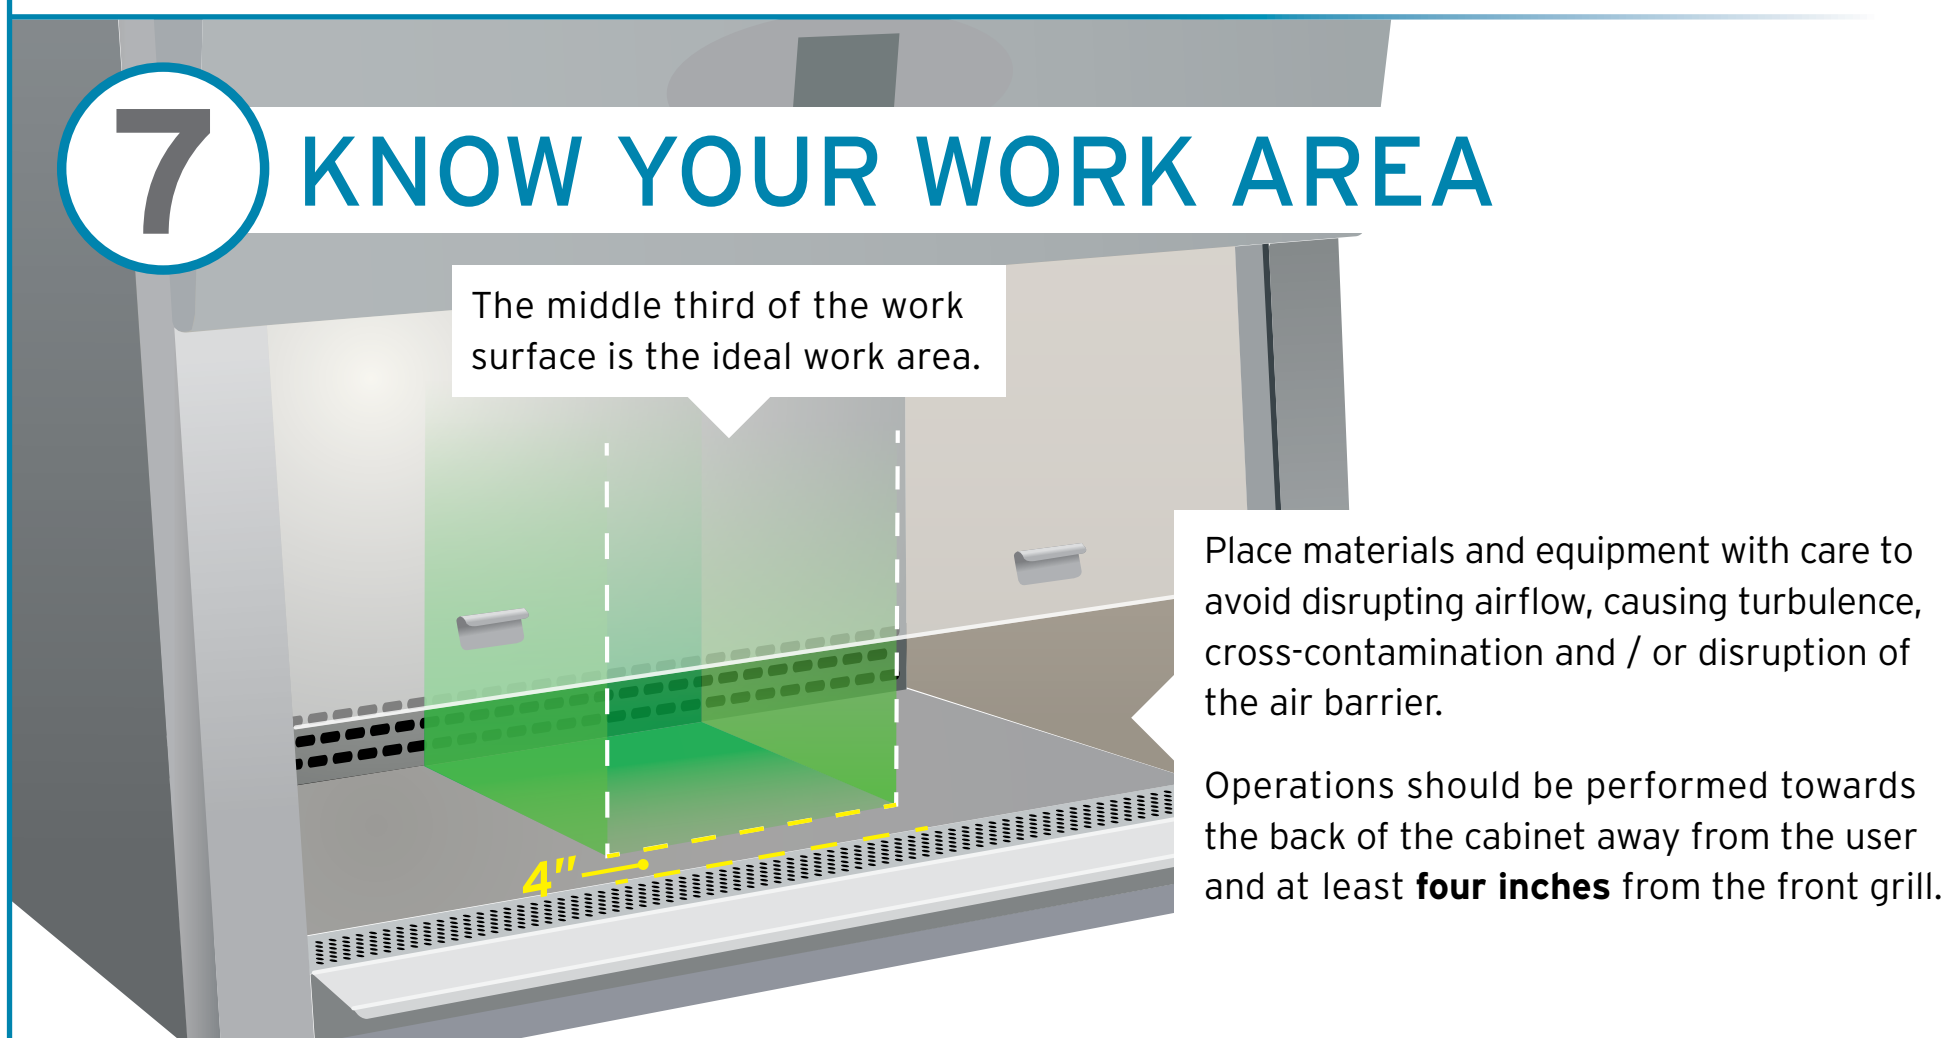 7
KNOW YOUR WORK AREA
The middle third of the work
surface is the ideal work area.
Place materials and equipment with care to
avoid disrupting airflow, causing turbulence,
cross-contamination and / or disruption of
the air barrier.
Operations should be performed towards
the back of the cabinet away from the user
and at least four inches from the front grill.
4"